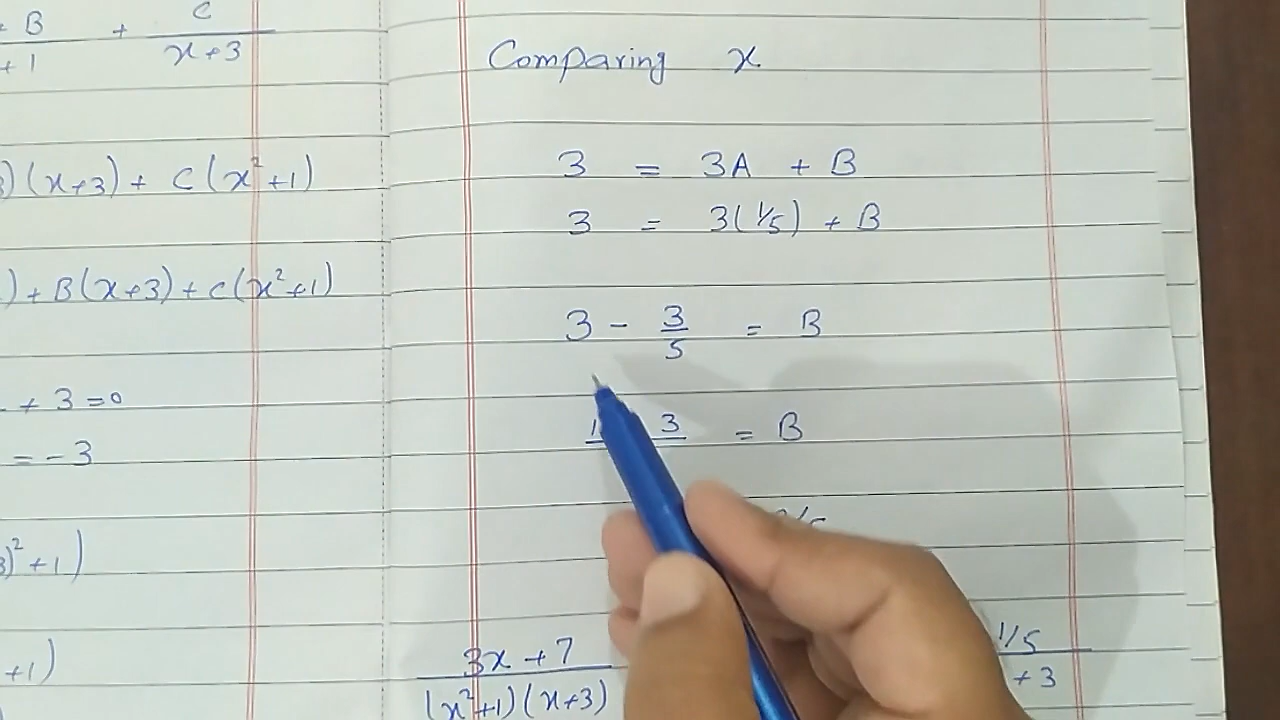 B C
+ 1 + x+3
)(x+3) + C(x²+1)
) + B(x+3) + C(x²+1)
+ 3 = 0
= -3
)² + 1)
+1)
Comparing x
3 = 3A + B
3 = 3(1/5) + B
3 - 3/5 = B
3 = B
3x + 7
(x²+1)(x+3)
1/5
+ 3